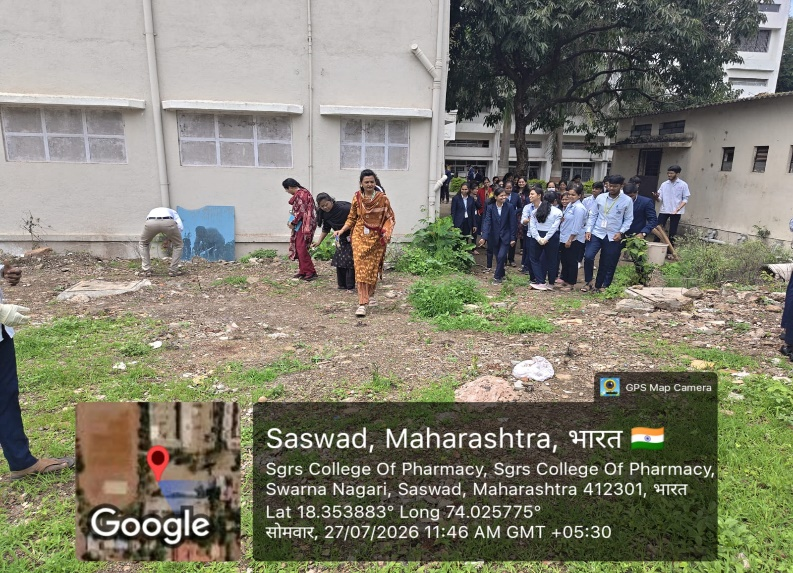 GPS Map Camera
Saswad, Maharashtra, भारत 🇮🇳
Sgrs College Of Pharmacy, Sgrs College Of Pharmacy,
Swarna Nagari, Saswad, Maharashtra 412301, भारत
Lat 18.353883° Long 74.025775°
सोमवार, 27/07/2026 11:46 AM GMT +05:30
Google